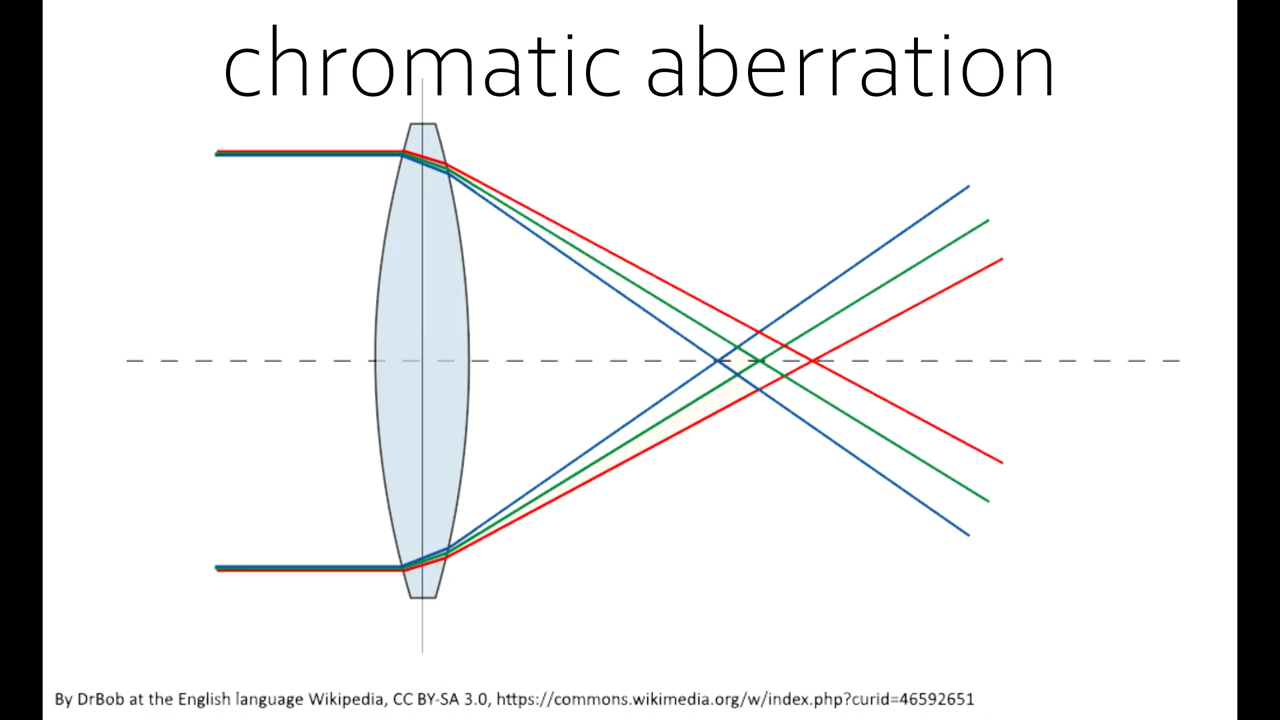 chromatic aberration
By DrBob at the English language Wikipedia, CC BY-SA 3.0, https://commons.wikimedia.org/w/index.php?curid=46592651